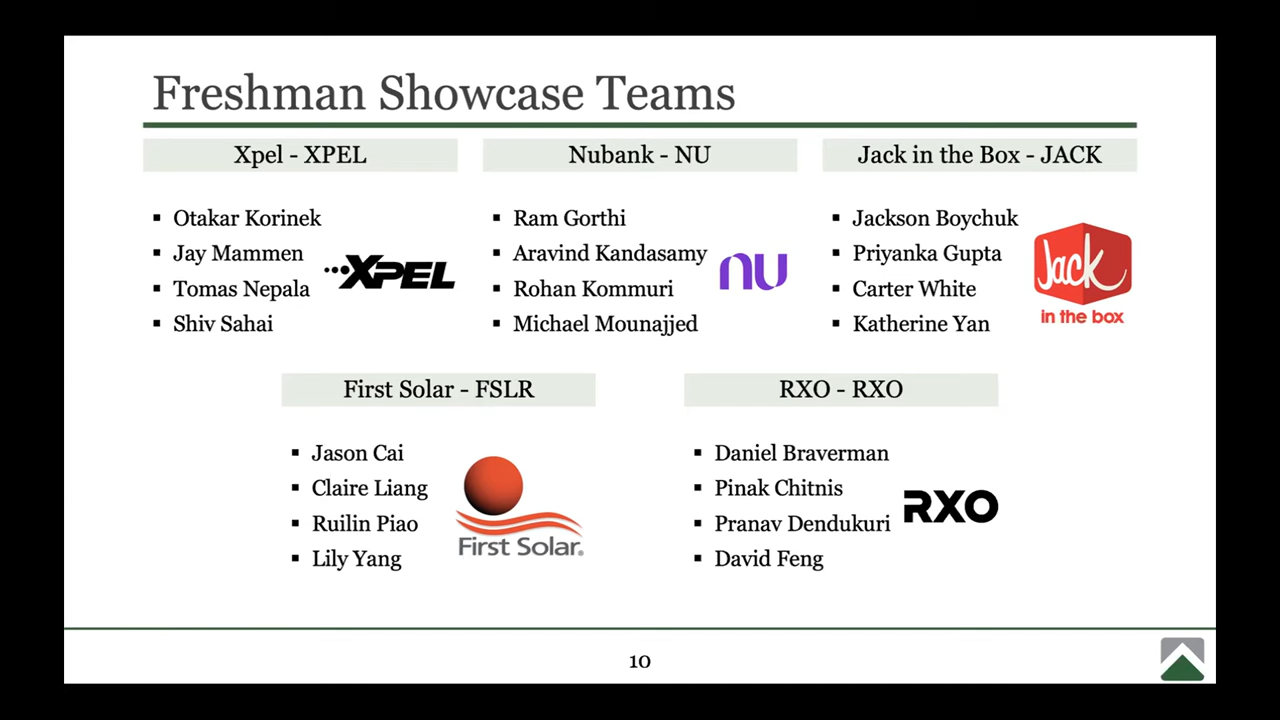 Freshman Showcase Teams
Xpel - XPEL
▪ Otakar Korinek
▪ Jay Mammen
▪ Tomas Nepala
▪ Shiv Sahai
XPEL
Nubank - NU
▪ Ram Gorthi
▪ Aravind Kandasamy
▪ Rohan Kommuri
▪ Michael Mounajjed
nu
Jack in the Box - JACK
▪ Jackson Boychuk
▪ Priyanka Gupta
▪ Carter White
▪ Katherine Yan
Jack
in the box
First Solar - FSLR
▪ Jason Cai
▪ Claire Liang
▪ Ruilin Piao
▪ Lily Yang
First Solar.
RXO - RXO
▪ Daniel Braverman
▪ Pinak Chitnis
▪ Pranav Dendukuri
▪ David Feng
RXO
10